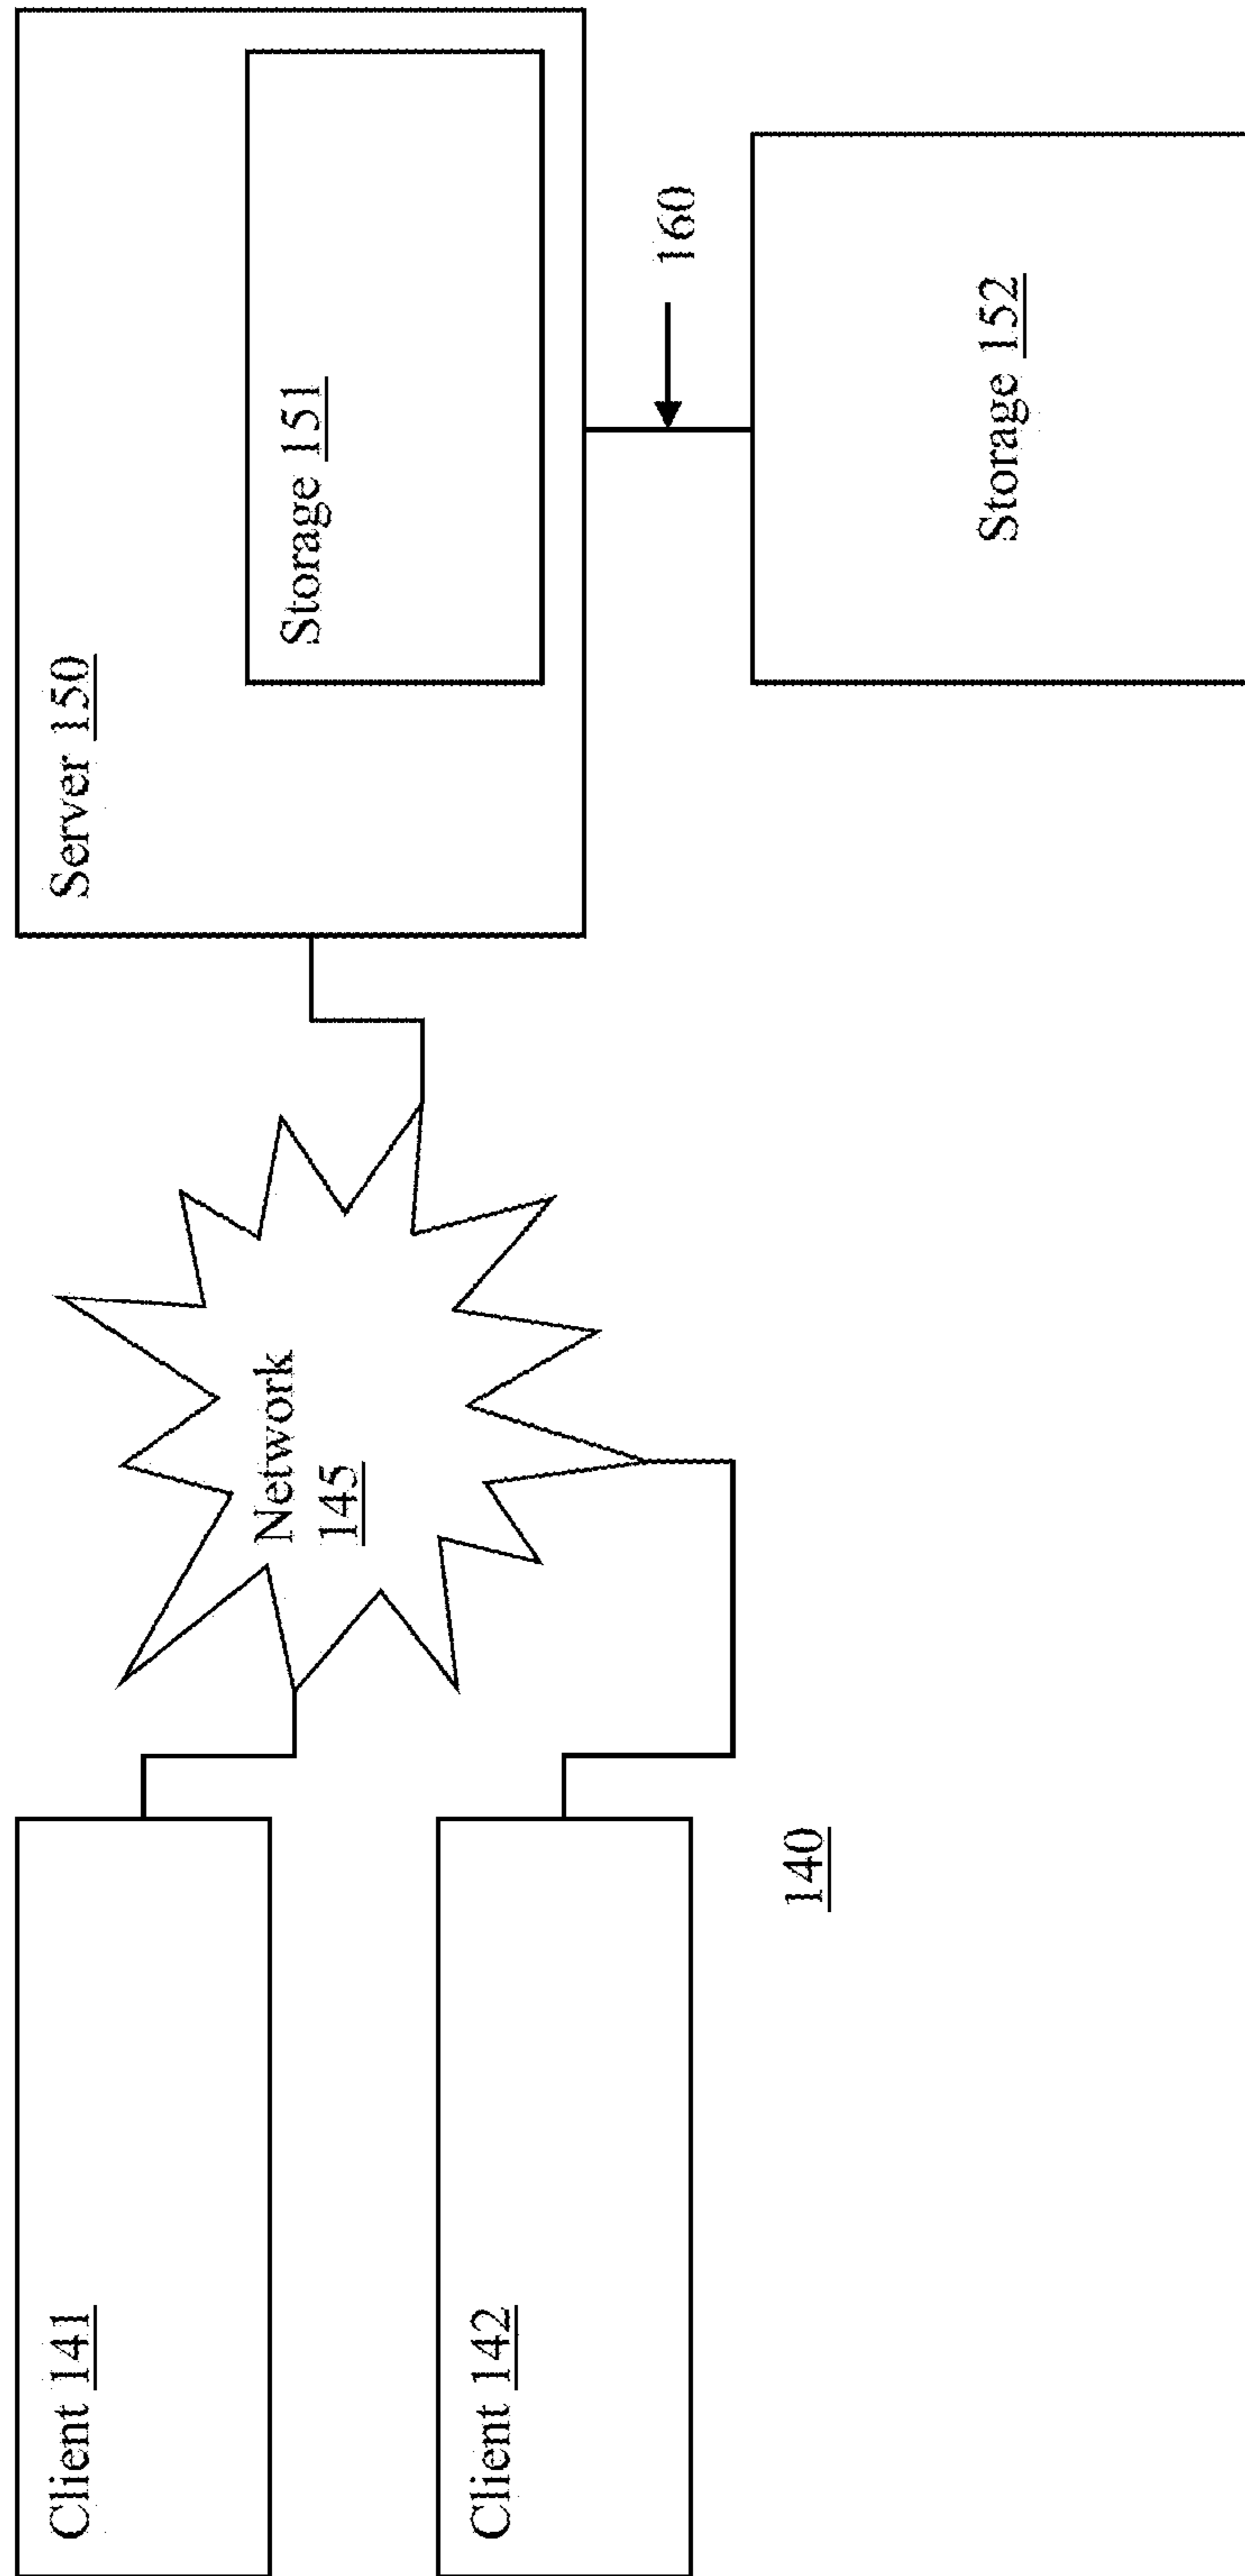 Client 141
Client 142
140
Network
145
Server 150
Storage 151
160
Storage 152